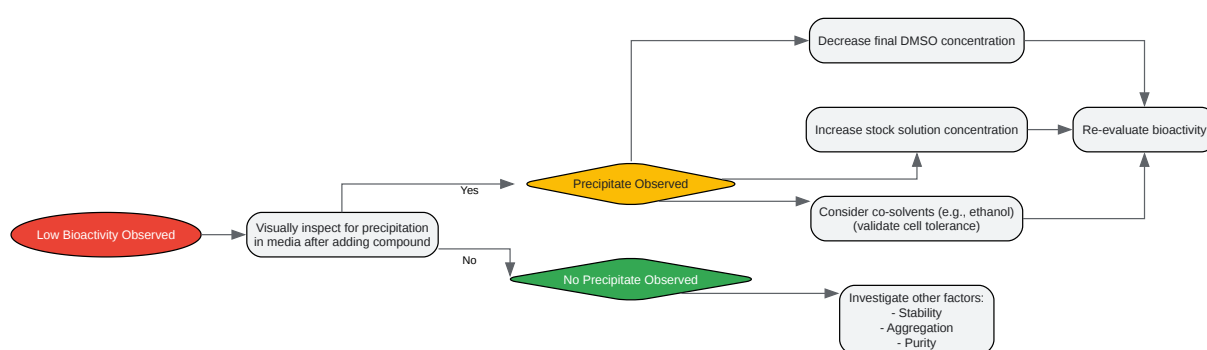 Low Bioactivity Observed
Visually inspect for precipitation
in media after adding compound
Yes
No
Precipitate Observed
No Precipitate Observed
Decrease final DMSO concentration
Increase stock solution concentration
Consider co-solvents (e.g., ethanol)
(validate cell tolerance)
Investigate other factors:
- Stability
- Aggregation
- Purity
Re-evaluate bioactivity